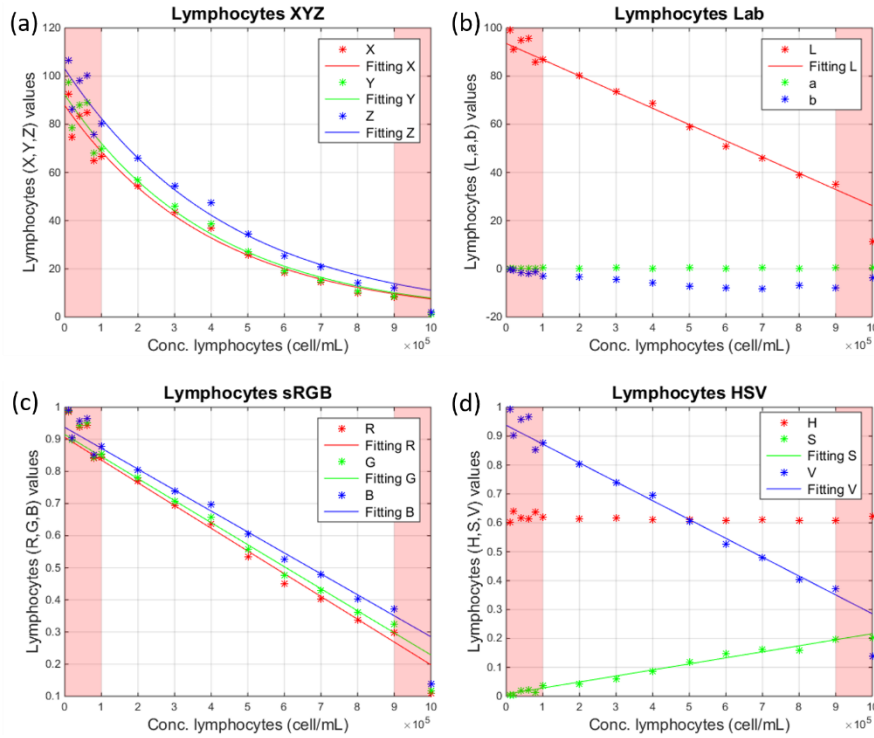 (a)
Lymphocytes XYZ
Lymphocytes (X,Y,Z) values
120
100
80
60
40
20
0
X
Fitting X
Y
Fitting Y
Z
Fitting Z
0 1 2 3 4 5 6 7 8 9 10
Conc. lymphocytes (cell/mL)
× 10^5
(b)
Lymphocytes Lab
Lymphocytes (L,a,b) values
100
80
60
40
20
0
-20
L
Fitting L
a
b
0 1 2 3 4 5 6 7 8 9 10
Conc. lymphocytes (cell/mL)
× 10^5
(c)
Lymphocytes sRGB
Lymphocytes (R,G,B) values
1
0.9
0.8
0.7
0.6
0.5
0.4
0.3
0.2
0.1
R
Fitting R
G
Fitting G
B
Fitting B
0 1 2 3 4 5 6 7 8 9 10
Conc. lymphocytes (cell/mL)
× 10^5
(d)
Lymphocytes HSV
Lymphocytes (H,S,V) values
1
0.9
0.8
0.7
0.6
0.5
0.4
0.3
0.2
0.1
0
H
S
Fitting S
V
Fitting V
0 1 2 3 4 5 6 7 8 9 10
Conc. lymphocytes (cell/mL)
× 10^5